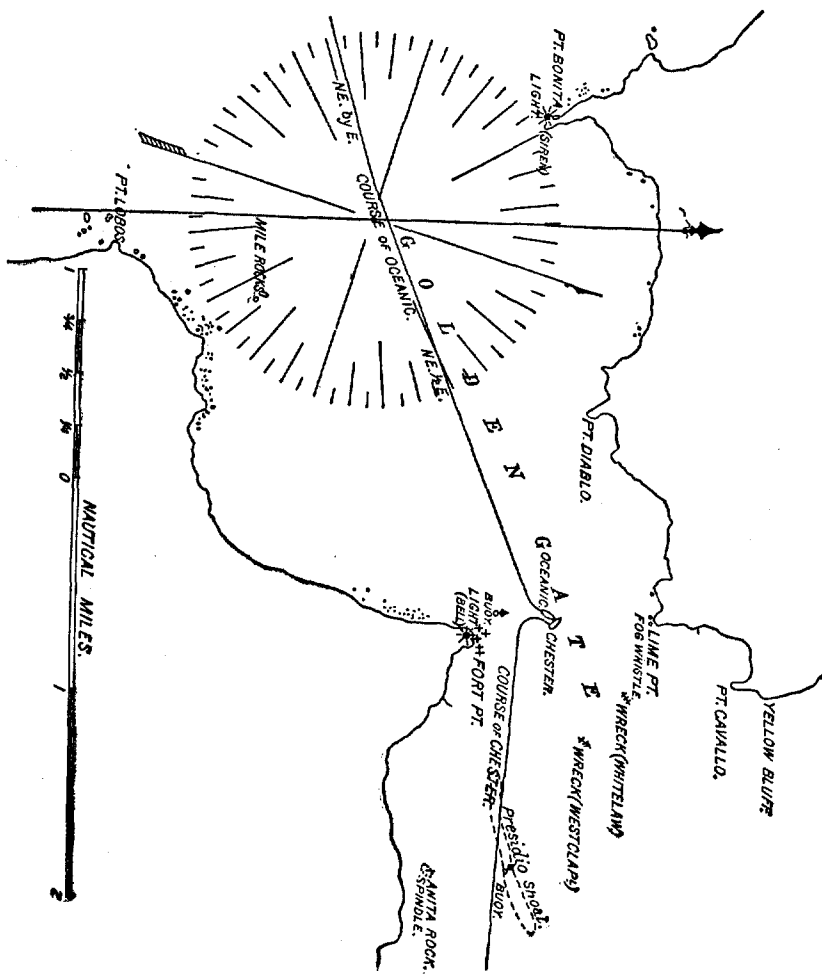 PT. BONITA
LIGHT.
(SIREN)
NE. by E.
COURSE OF OCEANIC.
NE. ½ E.
PT. LOBOS.
MILE ROCKS.
GOLDEN GATE
PT. DIABLO.
OCEANIC.
CHESTER.
LIME PT.
FOG WHISTLE.
PT. CAVALLO.
YELLOW BLUFF.
WRECK (WHITELAW)
WRECK (WESTCLAPS)
BUOY.
LIGHT
(BELL)
FORT PT.
COURSE OF CHESTER.
Presidio Shoal.
BUOY.
ANITA ROCK.
SPINDLE.
1 ¾ ½ ¼ 0 1 2
NAUTICAL MILES.